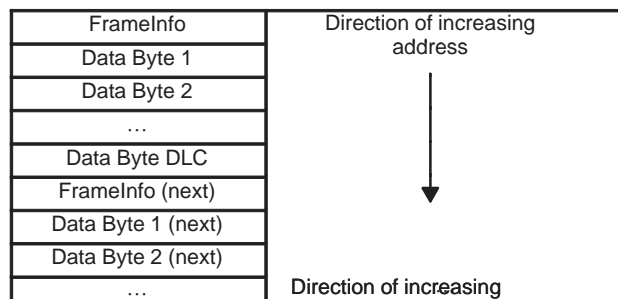 FrameInfo
Data Byte 1
Data Byte 2
…
Data Byte DLC
FrameInfo (next)
Data Byte 1 (next)
Data Byte 2 (next)
…
Direction of increasing
address
Direction of increasing